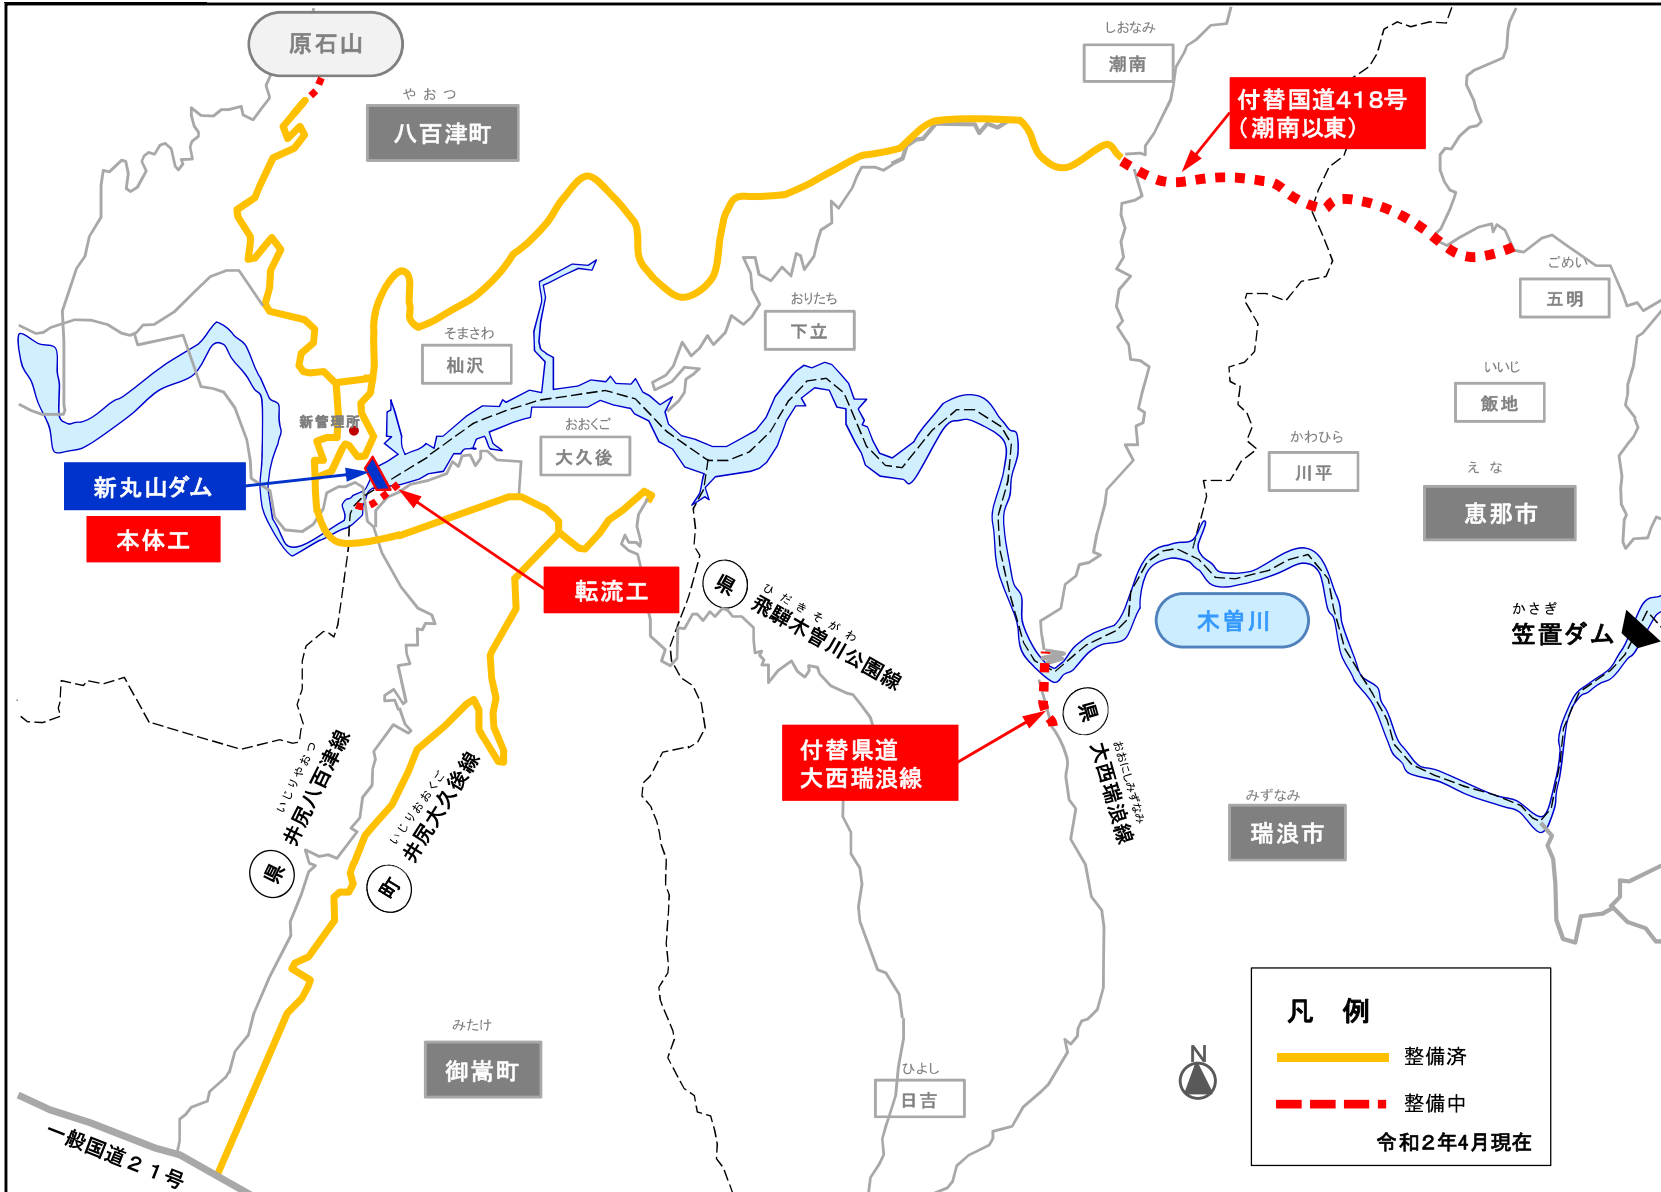 原石山
やおつ
八百津町
しおなみ
潮南
付替国道418号
（潮南以東）
ごめい
五明
おりたち
下立
そまさわ
杣沢
いいじ
飯地
新管理所
おおくご
大久後
かわひら
川平
えな
恵那市
新丸山ダム
本体工
転流工
県
ひだきそがわ
飛騨木曽川公園線
木曽川
かさぎ
笠置ダム
付替県道
大西瑞浪線
県
おおにしみずなみ
大西瑞浪線
いじりやおつ
井尻八百津線
県
いじりおおくご
井尻大久後線
町
みずなみ
瑞浪市
みたけ
御嵩町
ひよし
日吉
N
凡　例
整備済
整備中
令和2年4月現在
一般国道２１号